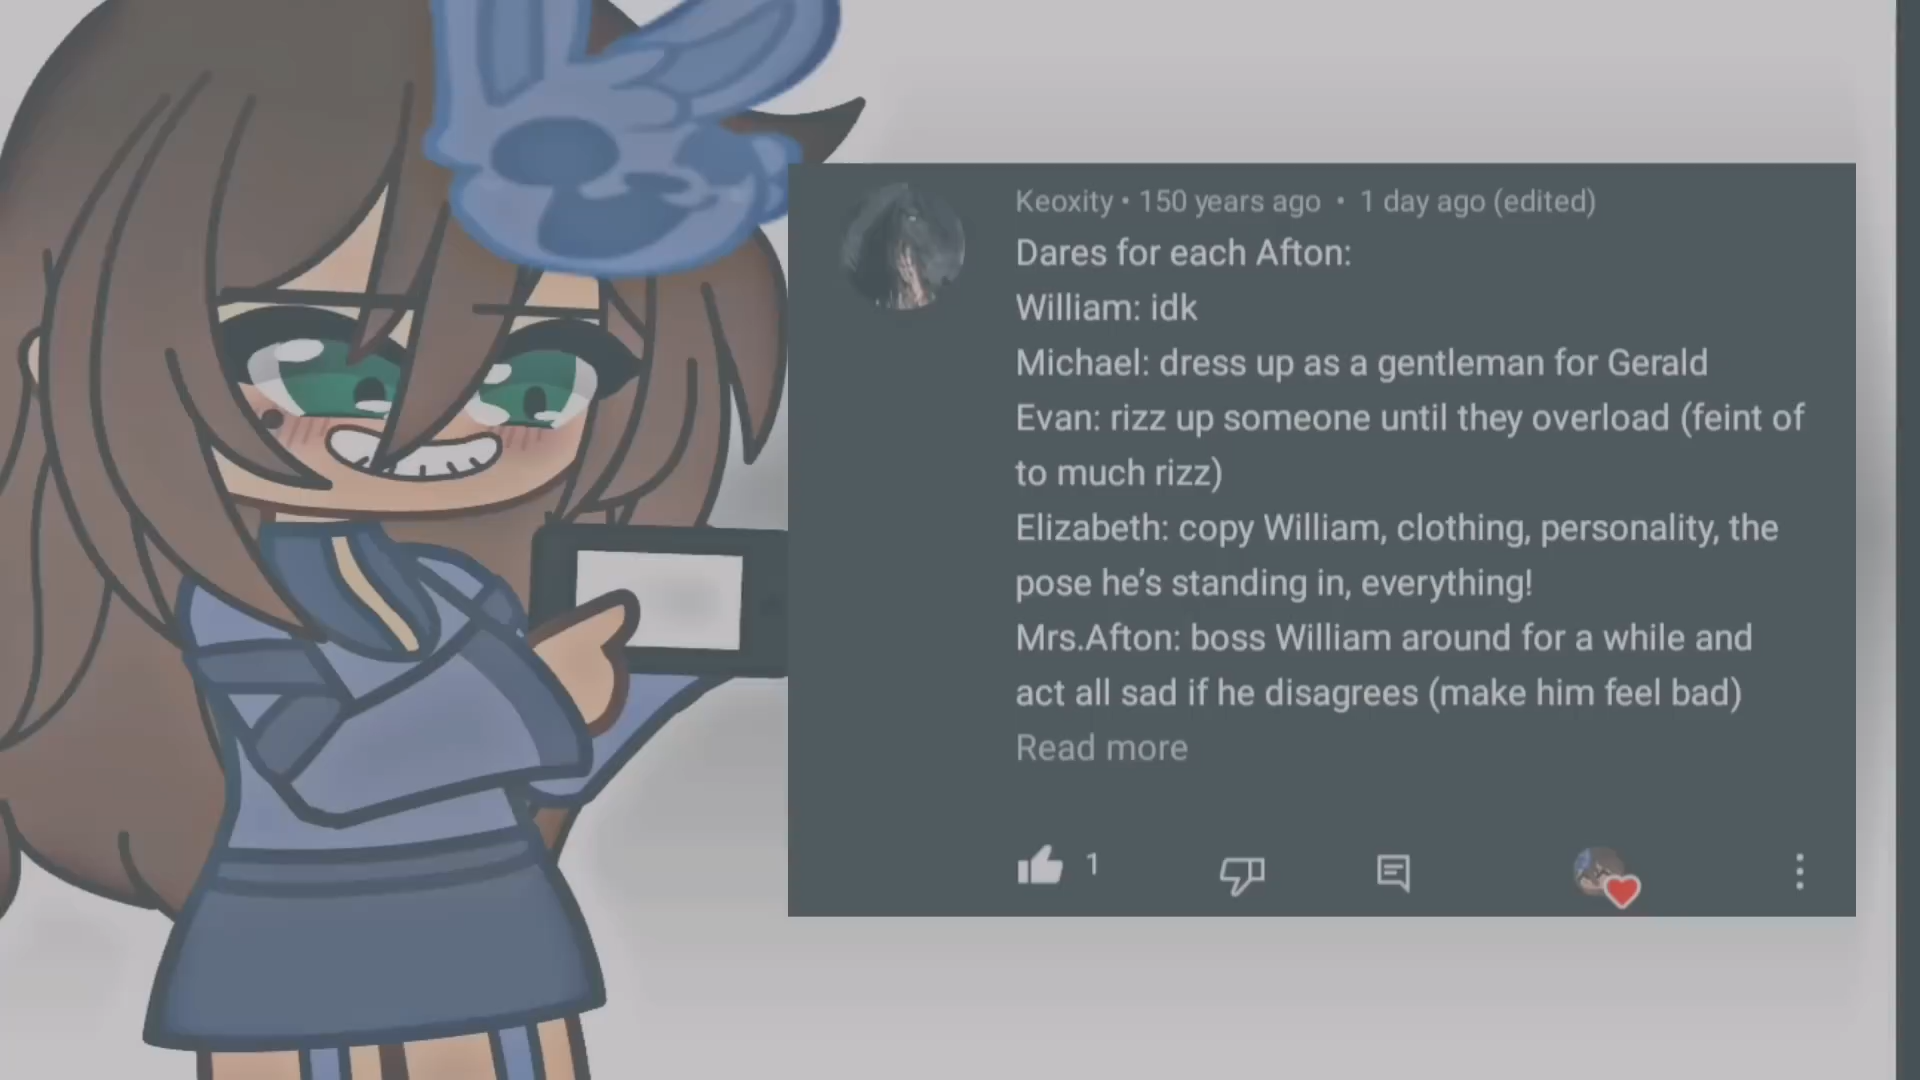 Keoxity • 150 years ago • 1 day ago (edited)
Dares for each Afton:
William: idk
Michael: dress up as a gentleman for Gerald
Evan: rizz up someone until they overload (feint of
to much rizz)
Elizabeth: copy William, clothing, personality, the
pose he’s standing in, everything!
Mrs.Afton: boss William around for a while and
act all sad if he disagrees (make him feel bad)
Read more
1